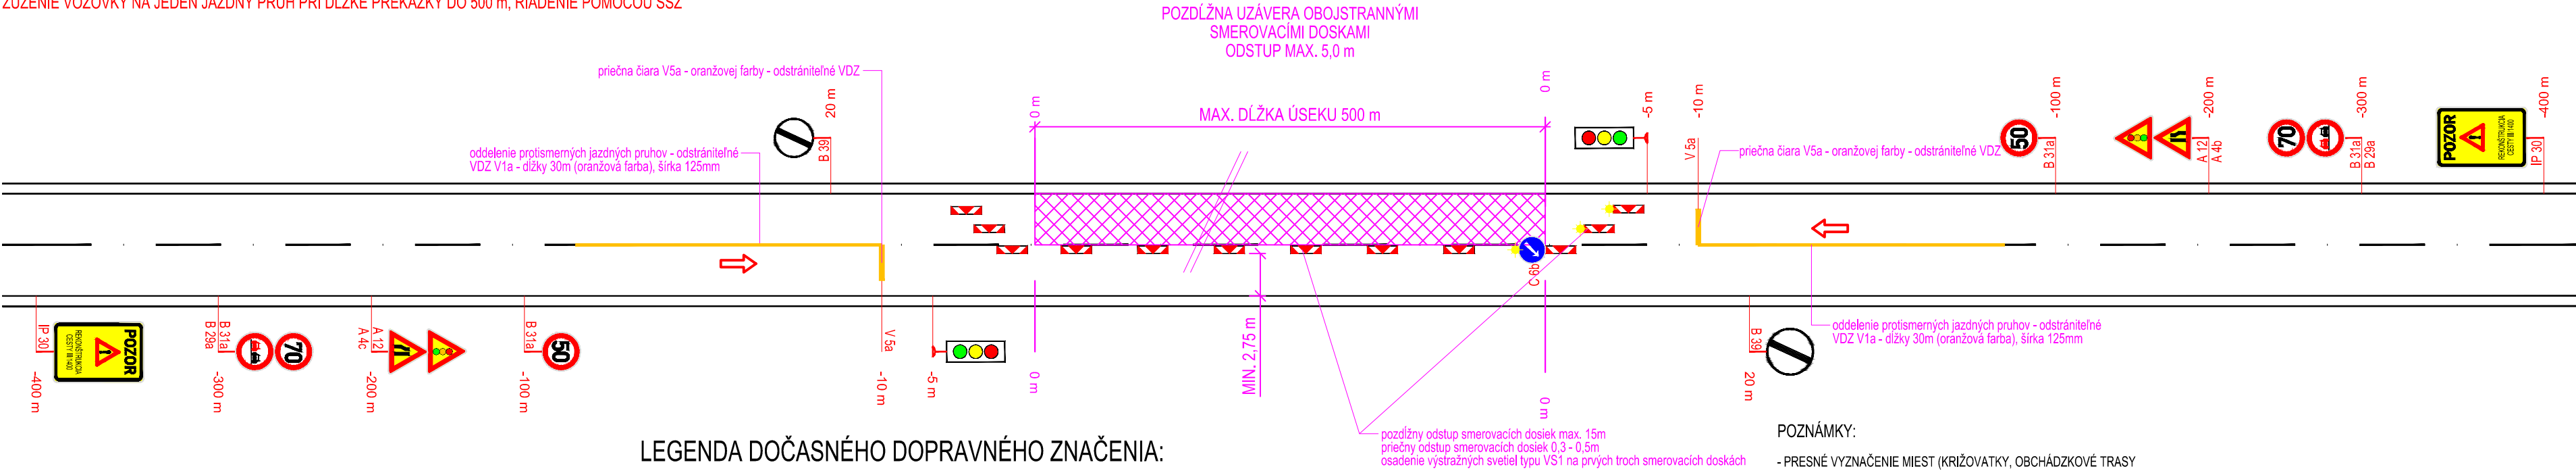 ZÚŽENIE VOZOVKY NA JEDEN JAZDNÝ PRUH PRI DĹŽKE PREKÁŽKY DO 500 m, RIADENIE POMOCOU SSZ
POZDĹŽNA UZÁVERA OBOJSTRANNÝMI
SMEROVACÍMI DOSKAMI
ODSTUP MAX. 5,0 m
priečna čiara V5a - oranžovej farby - odstrániteľné VDZ
oddelenie protismerných jazdných pruhov - odstrániteľné
VDZ V1a - dĺžky 30m (oranžová farba), šírka 125mm
B 39
20 m
0 m
MAX. DĹŽKA ÚSEKU 500 m
0 m
-5 m
-10 m
V 5a
priečna čiara V5a - oranžovej farby - odstrániteľné VDZ
50
B 31a
-100 m
A 12
A 4b
-200 m
70
B 31a
B 29a
-300 m
POZOR
REKONŠTRUKCIA
CESTY III/1400
IP 30
-400 m
C 6b
MIN. 2,75 m
IP 30
-400 m
POZOR
REKONŠTRUKCIA
CESTY III/1400
B 31a
B 29a
-300 m
70
A 12
A 4c
-200 m
B 31a
-100 m
50
V 5a
-10 m
-5 m
0 m
0 m
B 39
20 m
oddelenie protismerných jazdných pruhov - odstrániteľné
VDZ V1a - dĺžky 30m (oranžová farba), šírka 125mm
pozdĺžny odstup smerovacích dosiek max. 15m
priečny odstup smerovacích dosiek 0,3 - 0,5m
osadenie výstražných svetiel typu VS1 na prvých troch smerovacích doskách
LEGENDA DOČASNÉHO DOPRAVNÉHO ZNAČENIA:
POZNÁMKY:
- PRESNÉ VYZNAČENIE MIEST (KRIŽOVATKY, OBCHÁDZKOVÉ TRASY